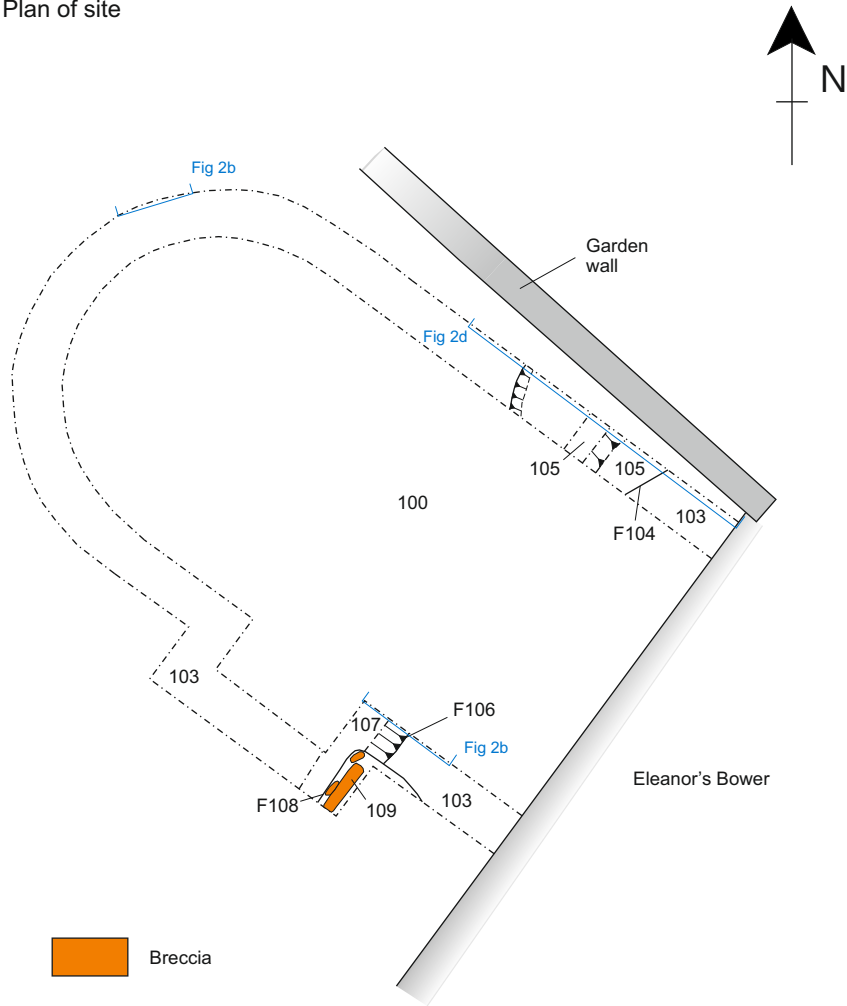 Plan of site
N
Fig 2b
Garden
wall
Fig 2d
105
105
100
103
F104
103
F106
107
Fig 2b
103
F108
109
Eleanor’s Bower
Breccia